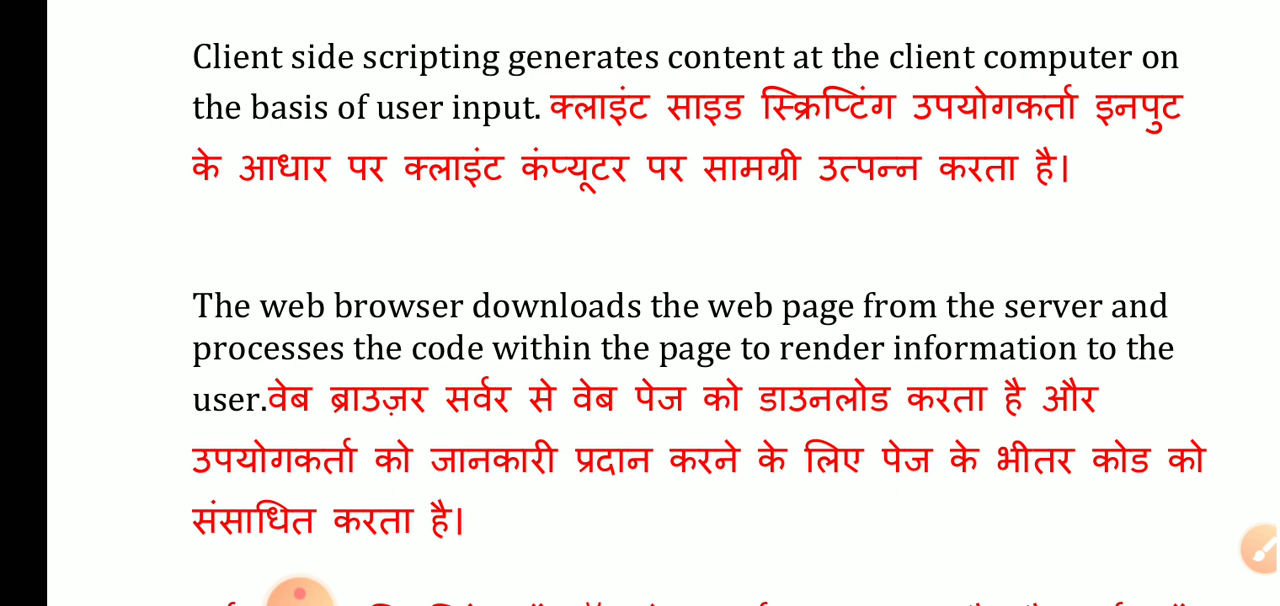 Client side scripting generates content at the client computer on
the basis of user input. क्लाइंट साइड स्क्रिप्टिंग उपयोगकर्ता इनपुट
के आधार पर क्लाइंट कंप्यूटर पर सामग्री उत्पन्न करता है।
The web browser downloads the web page from the server and
processes the code within the page to render information to the
user.वेब ब्राउज़र सर्वर से वेब पेज को डाउनलोड करता है और
उपयोगकर्ता को जानकारी प्रदान करने के लिए पेज के भीतर कोड को
संसाधित करता है।